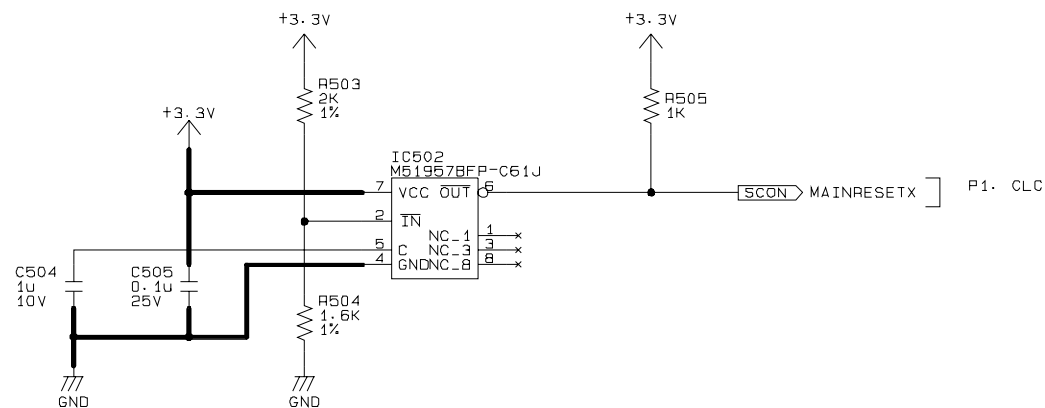 +3.3V
+3.3V
R503
2K
1%
R505
1K
+3.3V
IC502
M51957BFP-C61J
7 VCC OUT 6
SCON MAINRESETX
P1. CLC
2 IN
NC_1 1
5 C NC_3 3
4 GND NC_8 8
C504
1u
10V
C505
0.1u
25V
R504
1.6K
1%
GND
GND